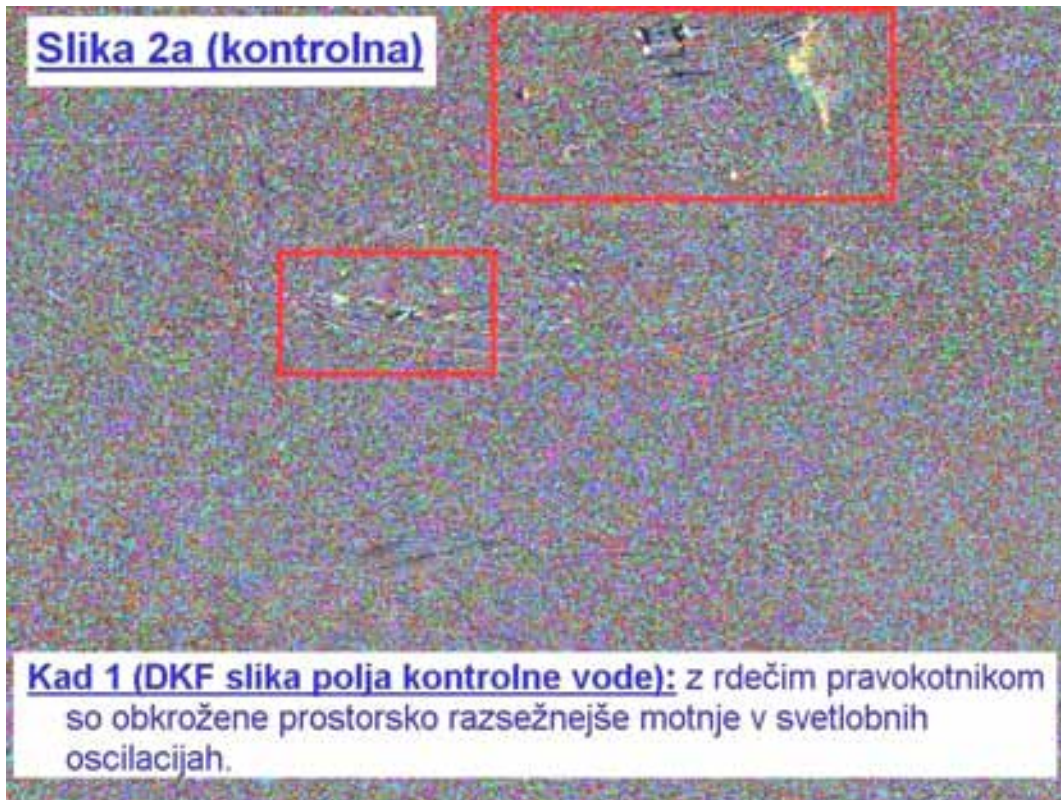 Slika 2a (kontrolna)
Kad 1 (DKF slika polja kontrolne vode): z rdečim pravokotnikom
so obkrožene prostorsko razsežnejše motnje v svetlobnih
oscilacijah.